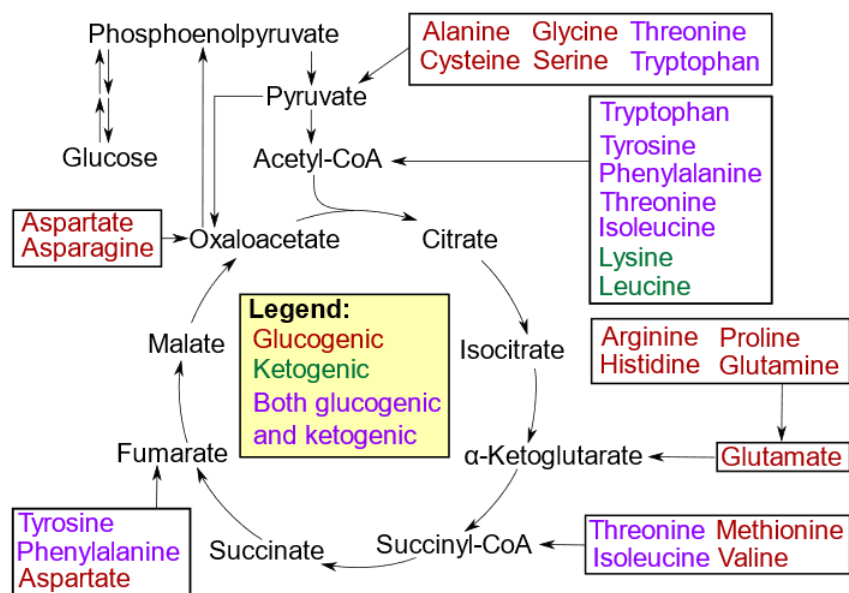 Phosphoenolpyruvate
Alanine Glycine Threonine
Cysteine Serine Tryptophan
Pyruvate
Glucose
Acetyl-CoA
Tryptophan
Tyrosine
Phenylalanine
Threonine
Isoleucine
Lysine
Leucine
Aspartate
Asparagine
Oxaloacetate
Citrate
Legend:
Glucogenic
Ketogenic
Both glucogenic
and ketogenic
Malate
Isocitrate
Arginine Proline
Histidine Glutamine
Fumarate
α-Ketoglutarate
Glutamate
Tyrosine
Phenylalanine
Aspartate
Succinate
Succinyl-CoA
Threonine Methionine
Isoleucine Valine